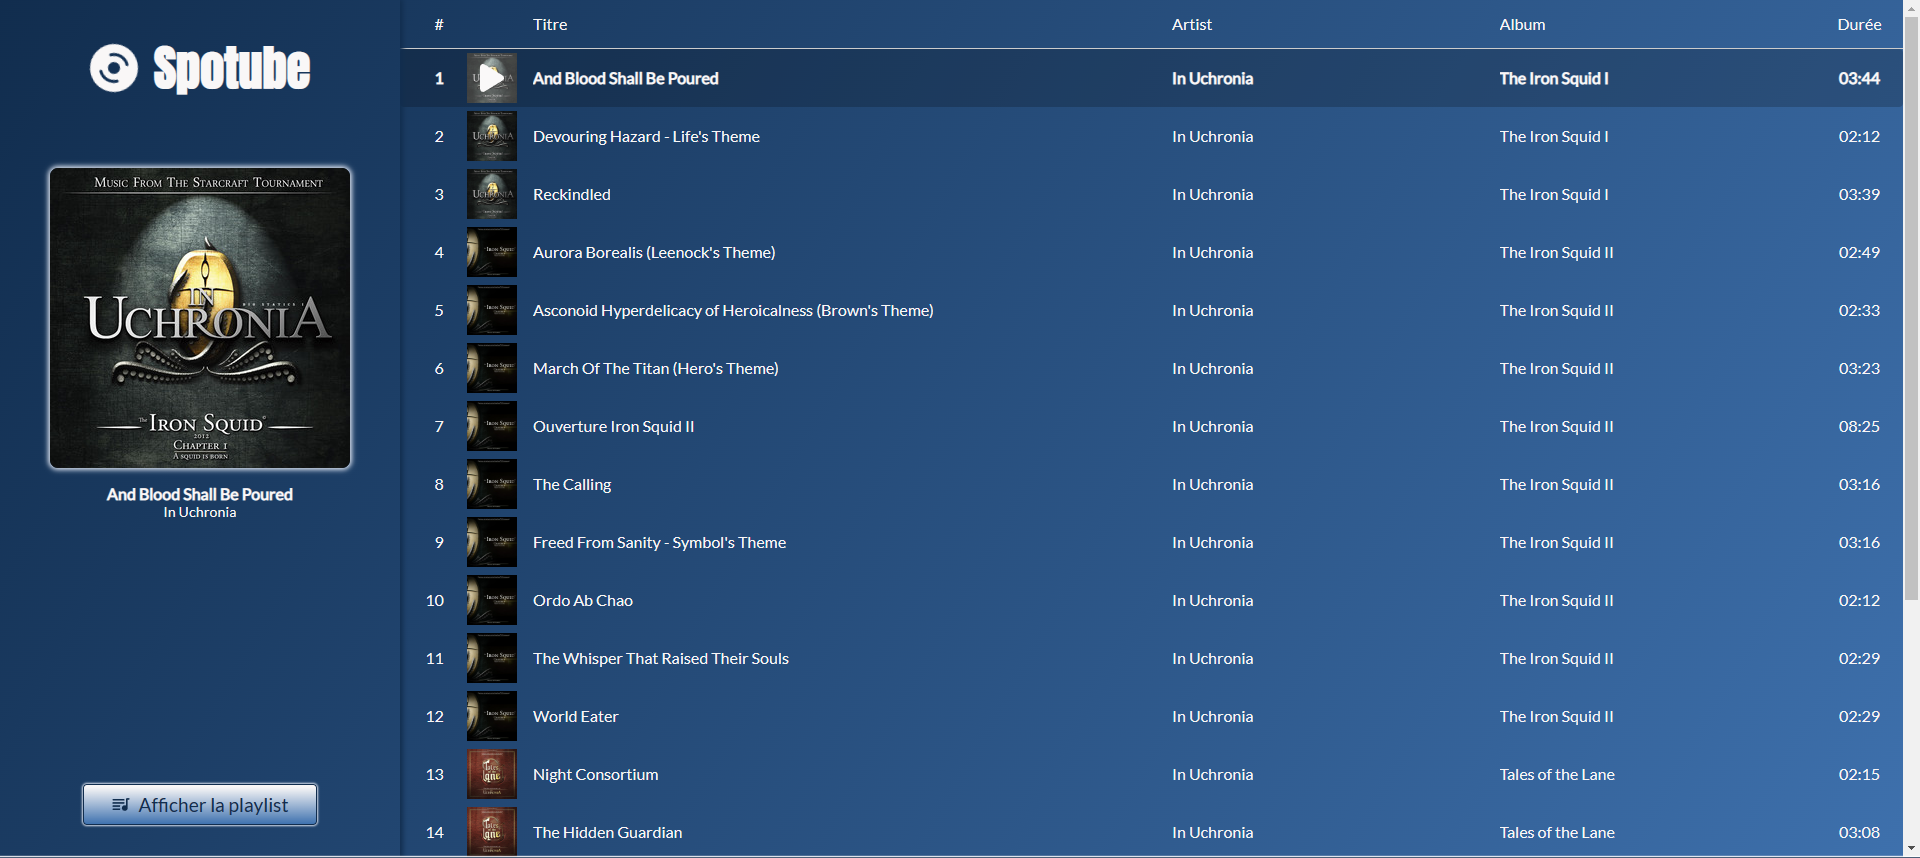 Spotube
MUSIC FROM THE STARCRAFT TOURNAMENT
IN
UCHRONIA
THE IRON SQUID
2012
CHAPTER I
A SQUID IS BORN
And Blood Shall Be Poured
In Uchronia
Afficher la playlist
# Titre Artist Album Durée
1 And Blood Shall Be Poured In Uchronia The Iron Squid I 03:44
2 Devouring Hazard - Life's Theme In Uchronia The Iron Squid I 02:12
3 Reckindled In Uchronia The Iron Squid I 03:39
4 Aurora Borealis (Leenock's Theme) In Uchronia The Iron Squid II 02:49
5 Asconoid Hyperdelicacy of Heroicalness (Brown's Theme) In Uchronia The Iron Squid II 02:33
6 March Of The Titan (Hero's Theme) In Uchronia The Iron Squid II 03:23
7 Ouverture Iron Squid II In Uchronia The Iron Squid II 08:25
8 The Calling In Uchronia The Iron Squid II 03:16
9 Freed From Sanity - Symbol's Theme In Uchronia The Iron Squid II 03:16
10 Ordo Ab Chao In Uchronia The Iron Squid II 02:12
11 The Whisper That Raised Their Souls In Uchronia The Iron Squid II 02:29
12 World Eater In Uchronia The Iron Squid II 02:29
13 Night Consortium In Uchronia Tales of the Lane 02:15
14 The Hidden Guardian In Uchronia Tales of the Lane 03:08